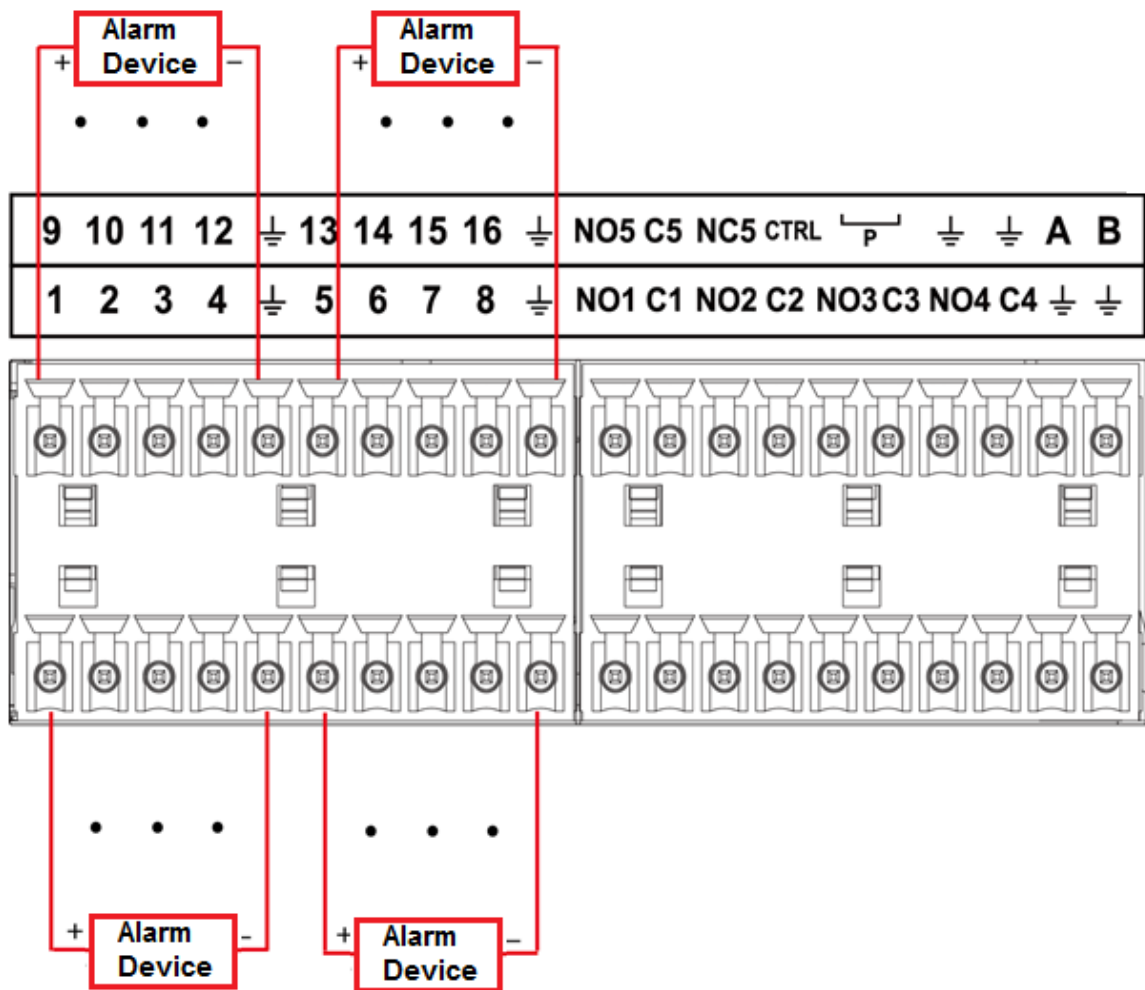 Alarm
Device
+ −
Alarm
Device
+ −
9 10 11 12 ⏚ 13 14 15 16 ⏚ NO5 C5 NC5 CTRL P ⏚ ⏚ A B
1 2 3 4 ⏚ 5 6 7 8 ⏚ NO1 C1 NO2 C2 NO3 C3 NO4 C4 ⏚ ⏚
+ -
Alarm
Device
+ −
Alarm
Device